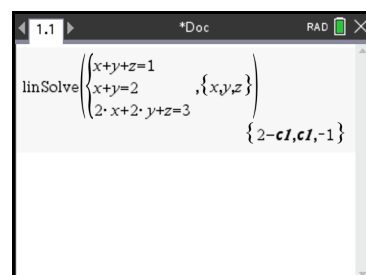 1.1 *Doc RAD
x+y+z=1
linSolve( { x+y=2 ,{x,y,z} )
2·x+2·y+z=3
{2−c1,c1,-1}